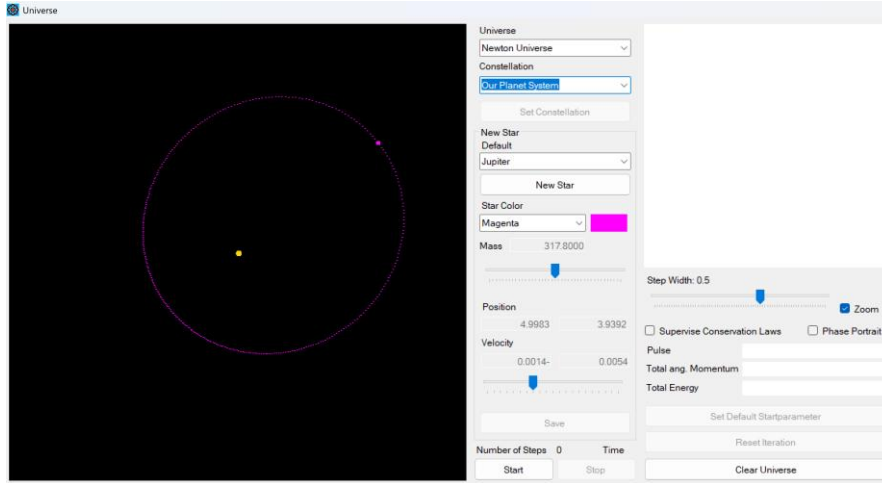 Universe
Universe
Newton Universe
Constellation
Our Planet System
Set Constellation
New Star
Default
Jupiter
New Star
Star Color
Magenta
Mass 317.8000
Position
4.9983 3.9392
Velocity
0.0014- 0.0054
Save
Number of Steps 0 Time
Start Stop
Step Width: 0.5
Zoom
Supervise Conservation Laws Phase Portrait
Pulse
Total ang. Momentum
Total Energy
Set Default Startparameter
Reset Iteration
Clear Universe